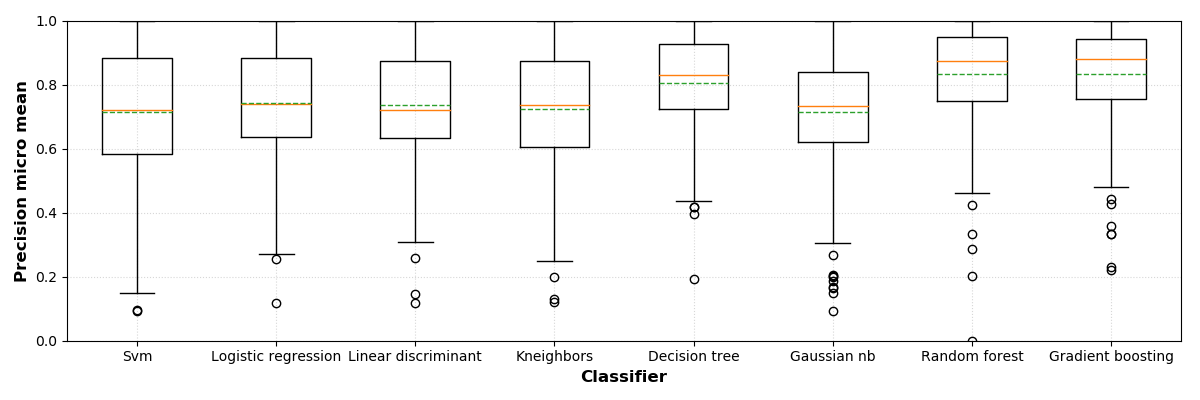 Precision micro mean
1.0
0.8
0.6
0.4
0.2
0.0
Svm Logistic regression Linear discriminant Kneighbors Decision tree Gaussian nb Random forest Gradient boosting
Classifier